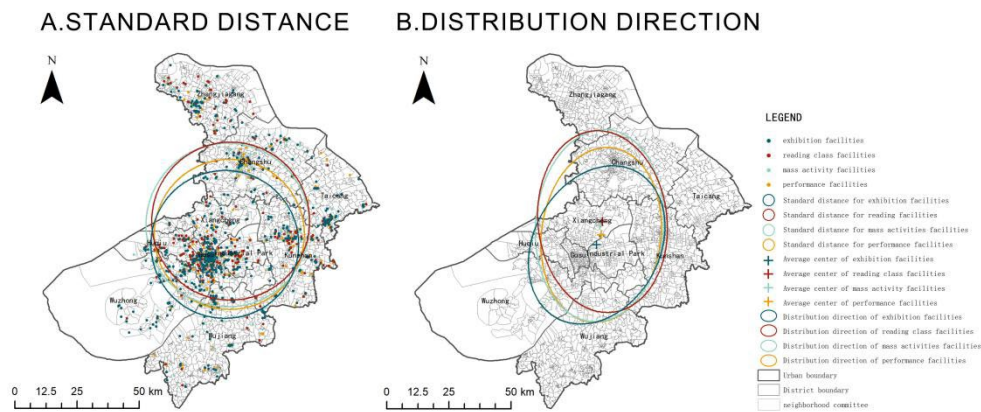 A.STANDARD DISTANCE
B.DISTRIBUTION DIRECTION
N
Zhangjiagang
Changshu
Taicang
Xiangcheng
Huqiu
Park
Kunshan
Wuzhong
Wujiang
0 12.5 25 50 km
N
Zhangjiagang
Changshu
Taicang
Xiangcheng
Huqiu
Gusu
Industrial Park
Kunshan
Wuzhong
Wujiang
0 12.5 25 50 km
LEGEND
exhibition facilities
reading class facilities
mass activity facilities
performance facilities
Standard distance for exhibition facilities
Standard distance for reading facilities
Standard distance for mass activities facilities
Standard distance for performance facilities
Average center of exhibition facilities
Average center of reading class facilities
Average center of mass activity facilities
Average center of performance facilities
Distribution direction of exhibition facilities
Distribution direction of reading class facilities
Distribution direction of mass activities facilities
Distribution direction of performance facilities
Urban boundary
District boundary
neighborhood committee